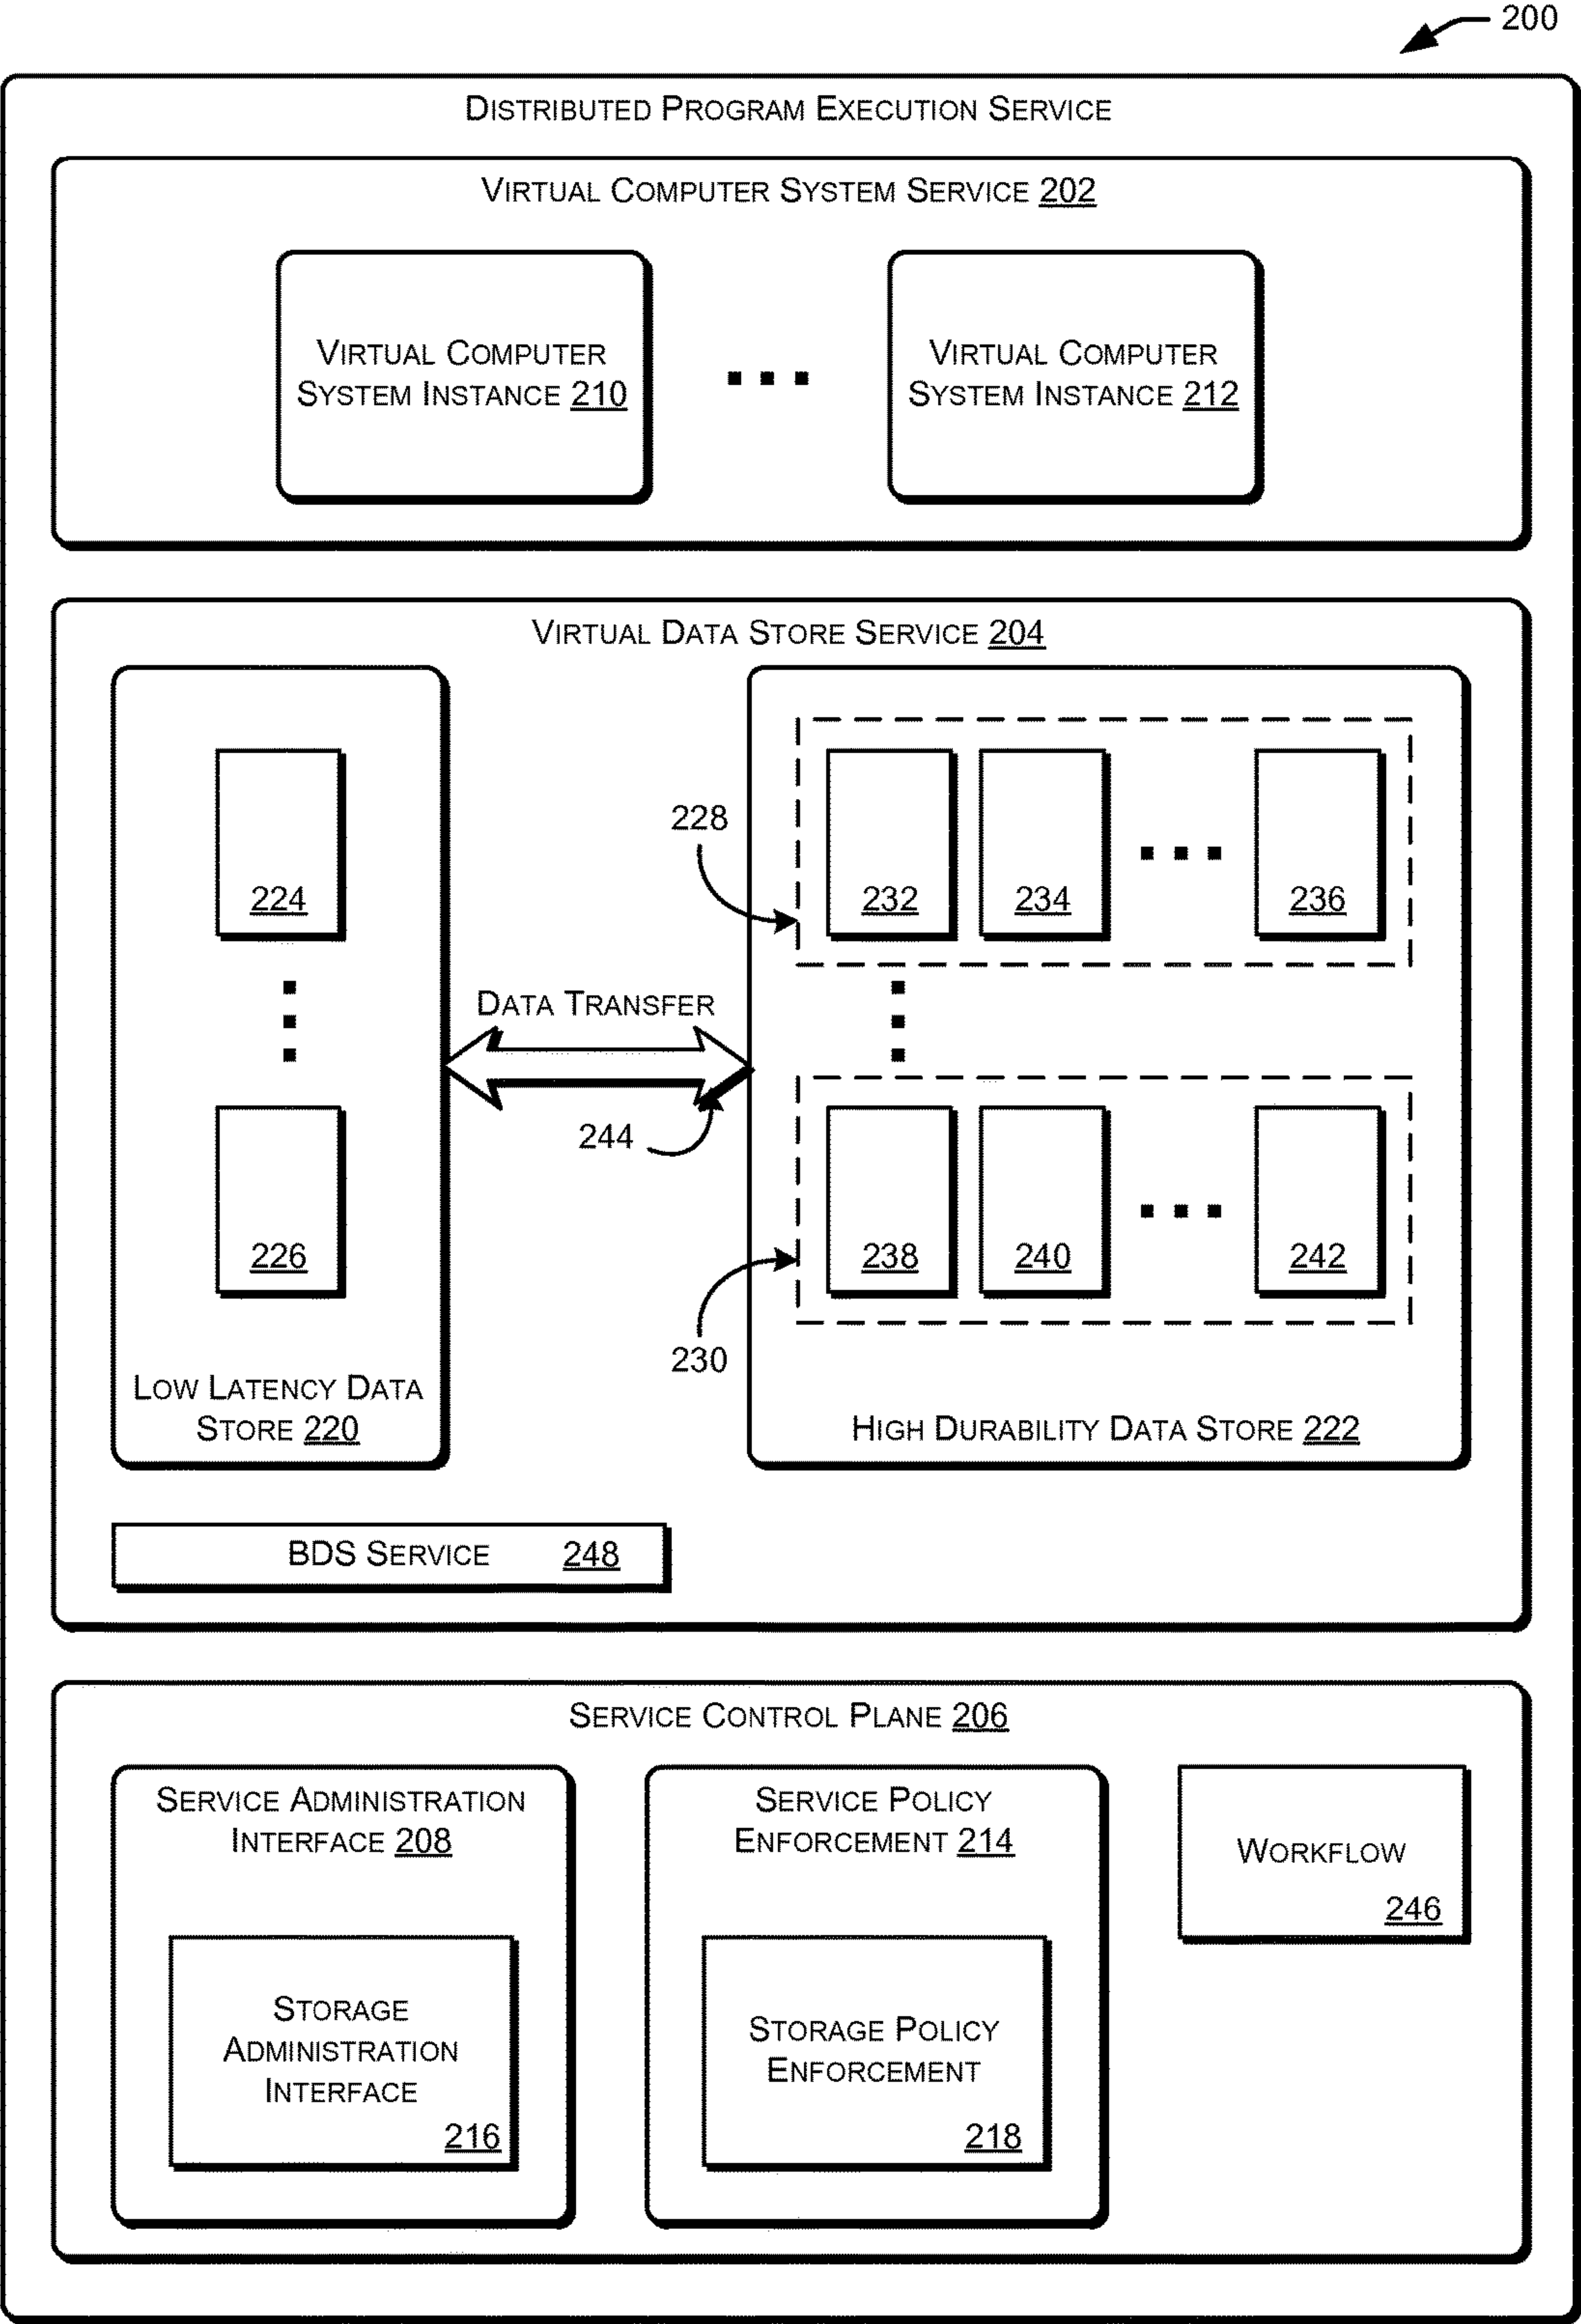 200
DISTRIBUTED PROGRAM EXECUTION SERVICE
VIRTUAL COMPUTER SYSTEM SERVICE 202
VIRTUAL COMPUTER
SYSTEM INSTANCE 210
VIRTUAL COMPUTER
SYSTEM INSTANCE 212
VIRTUAL DATA STORE SERVICE 204
224
226
LOW LATENCY DATA
STORE 220
DATA TRANSFER
244
228
232 234 236
230
238 240 242
HIGH DURABILITY DATA STORE 222
BDS SERVICE 248
SERVICE CONTROL PLANE 206
SERVICE ADMINISTRATION
INTERFACE 208
STORAGE
ADMINISTRATION
INTERFACE
216
SERVICE POLICY
ENFORCEMENT 214
STORAGE POLICY
ENFORCEMENT
218
WORKFLOW
246